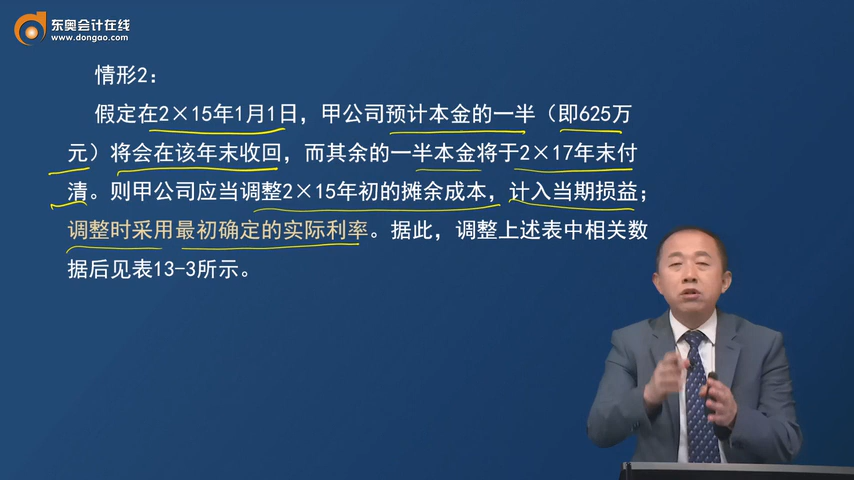 东奥会计在线
www.dongao.com
情形2：
假定在2×15年1月1日，甲公司预计本金的一半（即625万
元）将会在该年末收回，而其余的一半本金将于2×17年末付
清。则甲公司应当调整2×15年初的摊余成本，计入当期损益；
调整时采用最初确定的实际利率。据此，调整上述表中相关数
据后见表13-3所示。